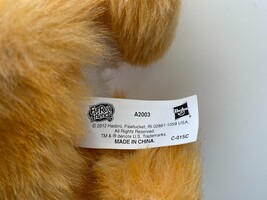 FurReal Friends
A2003
Hasbro
© 2012 Hasbro, Pawtucket, RI 02861-1059 USA.
All Rights Reserved.
TM & ® denote U.S. Trademarks.
MADE IN CHINA.
C-015C